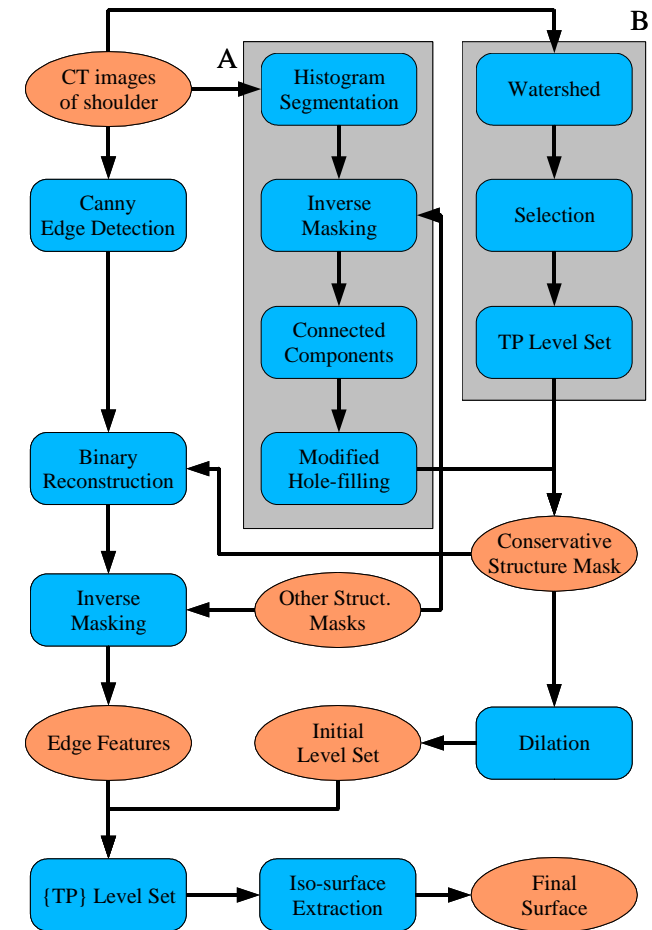 B
A
CT images
of shoulder
Histogram
Segmentation
Watershed
Canny
Edge Detection
Inverse
Masking
Selection
Connected
Components
TP Level Set
Binary
Reconstruction
Modified
Hole-filling
Conservative
Structure Mask
Inverse
Masking
Other Struct.
Masks
Edge Features
Initial
Level Set
Dilation
{TP} Level Set
Iso-surface
Extraction
Final
Surface